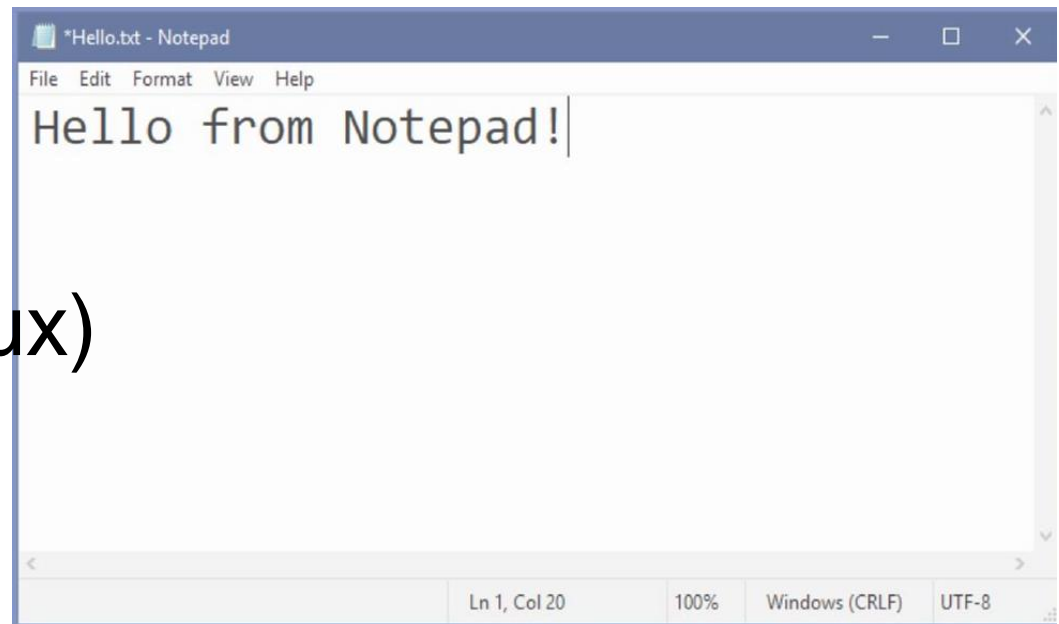 *Hello.txt - Notepad
File Edit Format View Help
Hello from Notepad!
ux)
Ln 1, Col 20 100% Windows (CRLF) UTF-8